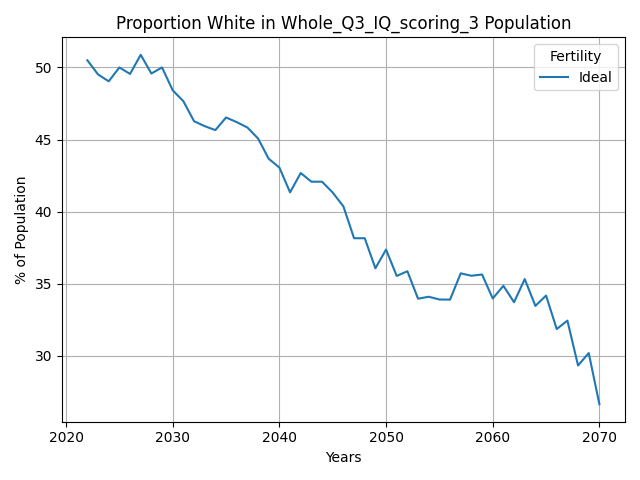 Proportion White in Whole_Q3_IQ_scoring_3 Population
Fertility
Ideal
% of Population
50
45
40
35
30
2020 2030 2040 2050 2060 2070
Years